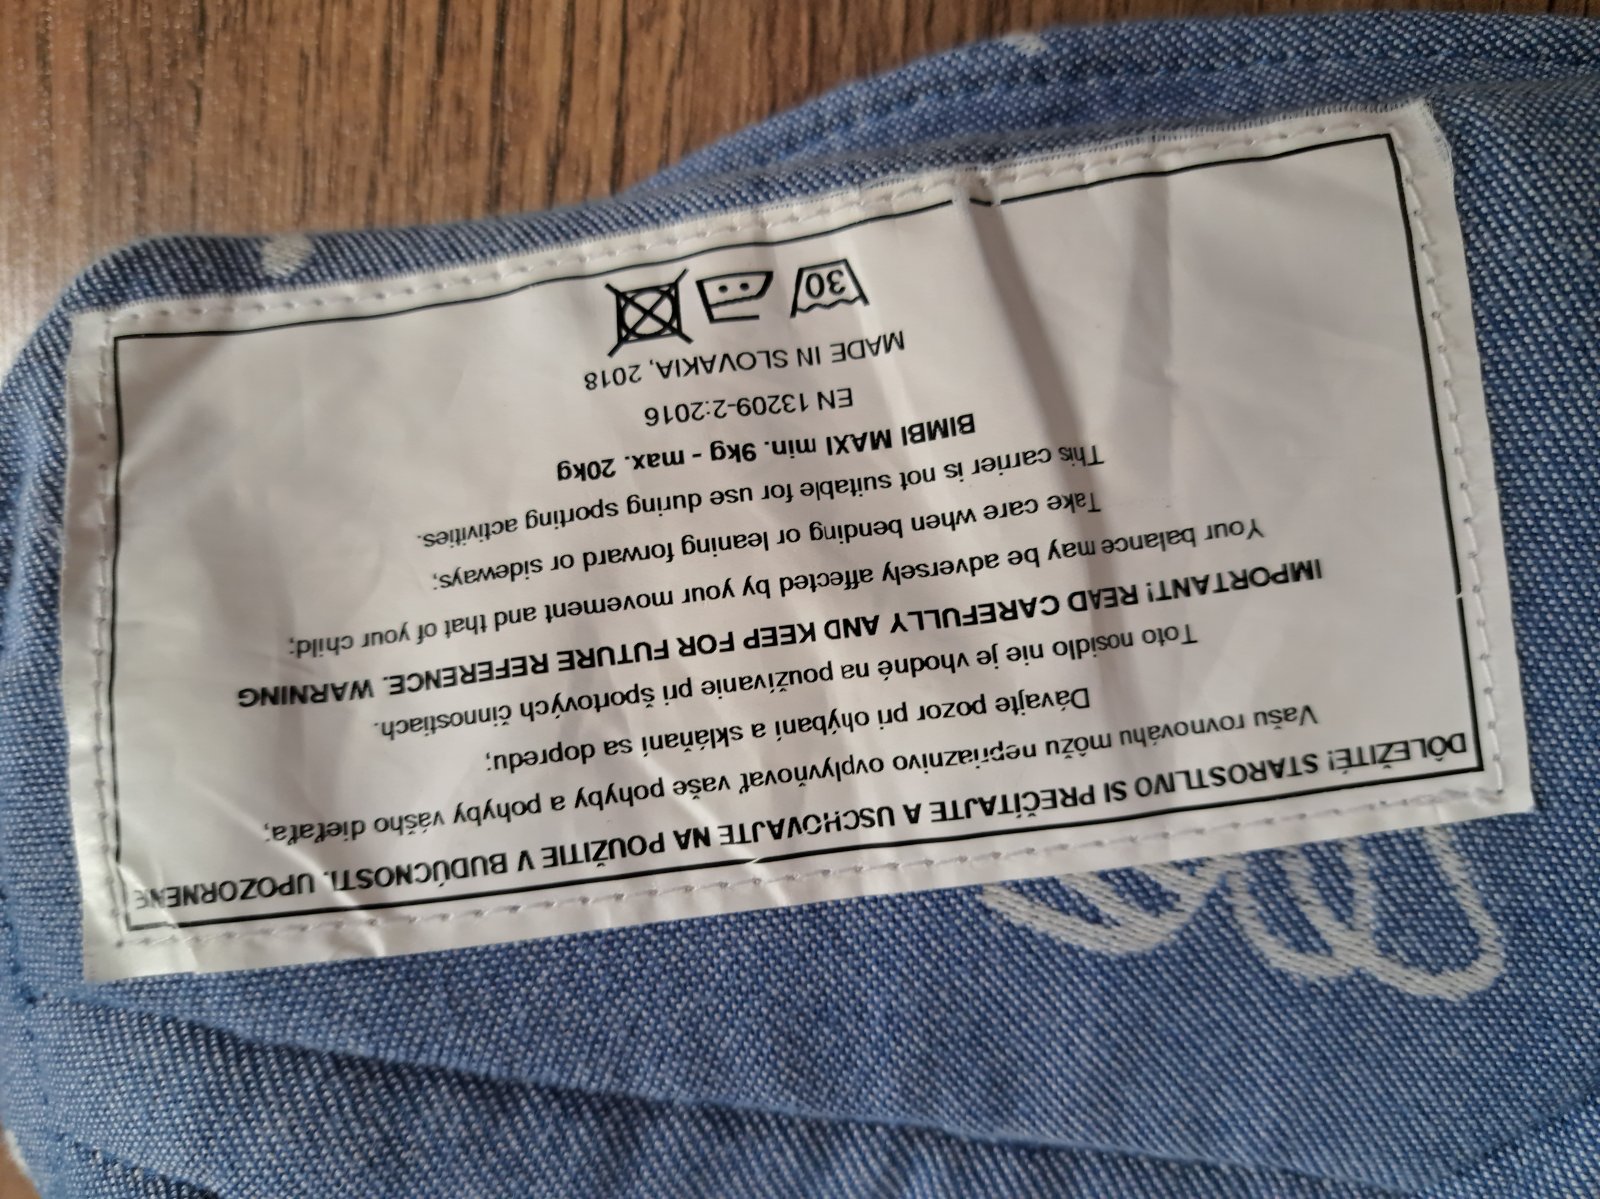 DÔLEŽITÉ! STAROSTLIVO SI PREČÍTAJTE A USCHOVAJTE NA POUŽITIE V BUDÚCNOSTI. UPOZORNENE
Vašu rovnováhu môžu nepriaznivo ovplyvňovať vaše pohyby a pohyby vášho dieťaťa;
Dávajte pozor pri ohýbaní a skláňaní sa dopredu;
Toto nosidlo nie je vhodné na používanie pri športových činnostiach.
IMPORTANT! READ CAREFULLY AND KEEP FOR FUTURE REFERENCE. WARNING
Your balance may be adversely affected by your movement and that of your child;
Take care when bending or leaning forward or sideways;
This carrier is not suitable for use during sporting activities.
BIMBI MAXI min. 9kg - max. 20kg
EN 13209-2:2016
MADE IN SLOVAKIA, 2018
30